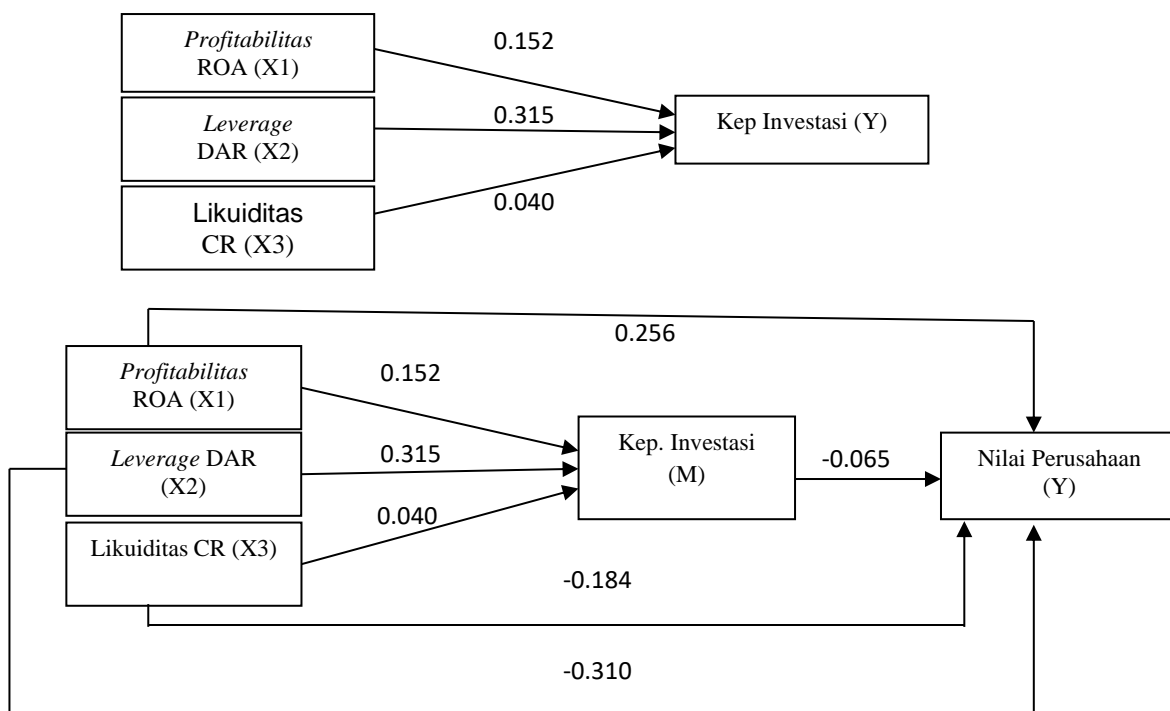 Profitabilitas
ROA (X1)
0.152
Leverage
DAR (X2)
0.315
Kep Investasi (Y)
Likuiditas
CR (X3)
0.040
0.256
Profitabilitas
ROA (X1)
0.152
Leverage DAR
(X2)
0.315
Kep. Investasi
(M)
-0.065
Nilai Perusahaan
(Y)
Likuiditas CR (X3)
0.040
-0.184
-0.310